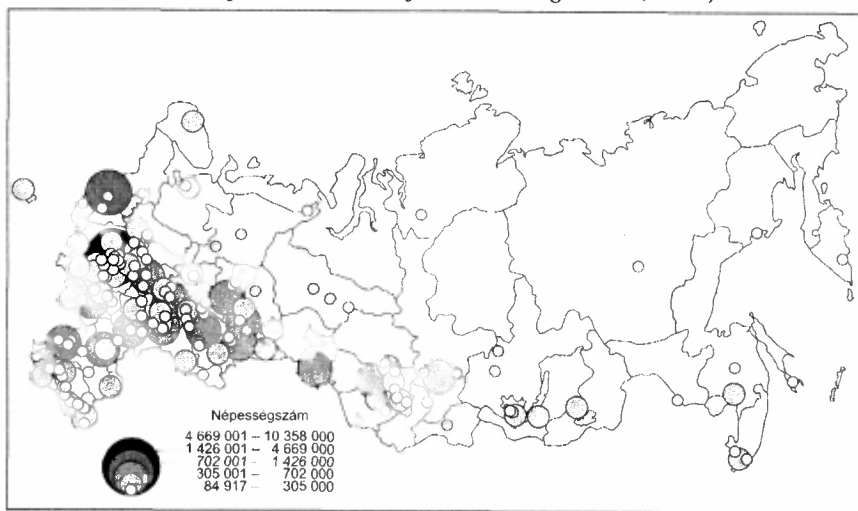 Népességszám
4 669 001 – 10 358 000
1 426 001 – 4 669 000
702 001 – 1 426 000
305 001 – 702 000
84 917 – 305 000